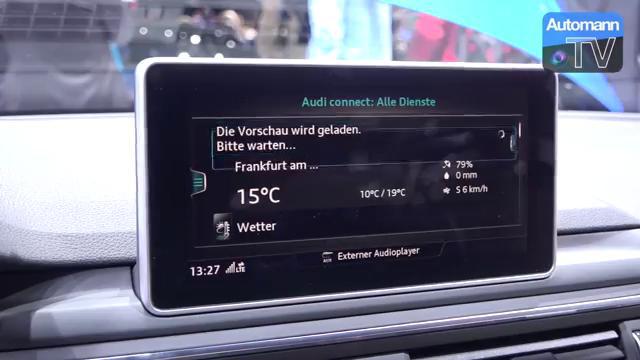 Automann
TV
Audi connect: Alle Dienste
Die Vorschau wird geladen.
Bitte warten...
Frankfurt am ...
79%
0 mm
15°C
10°C / 19°C
S 6 km/h
Wetter
AUX
Externer Audioplayer
13:27
LTE